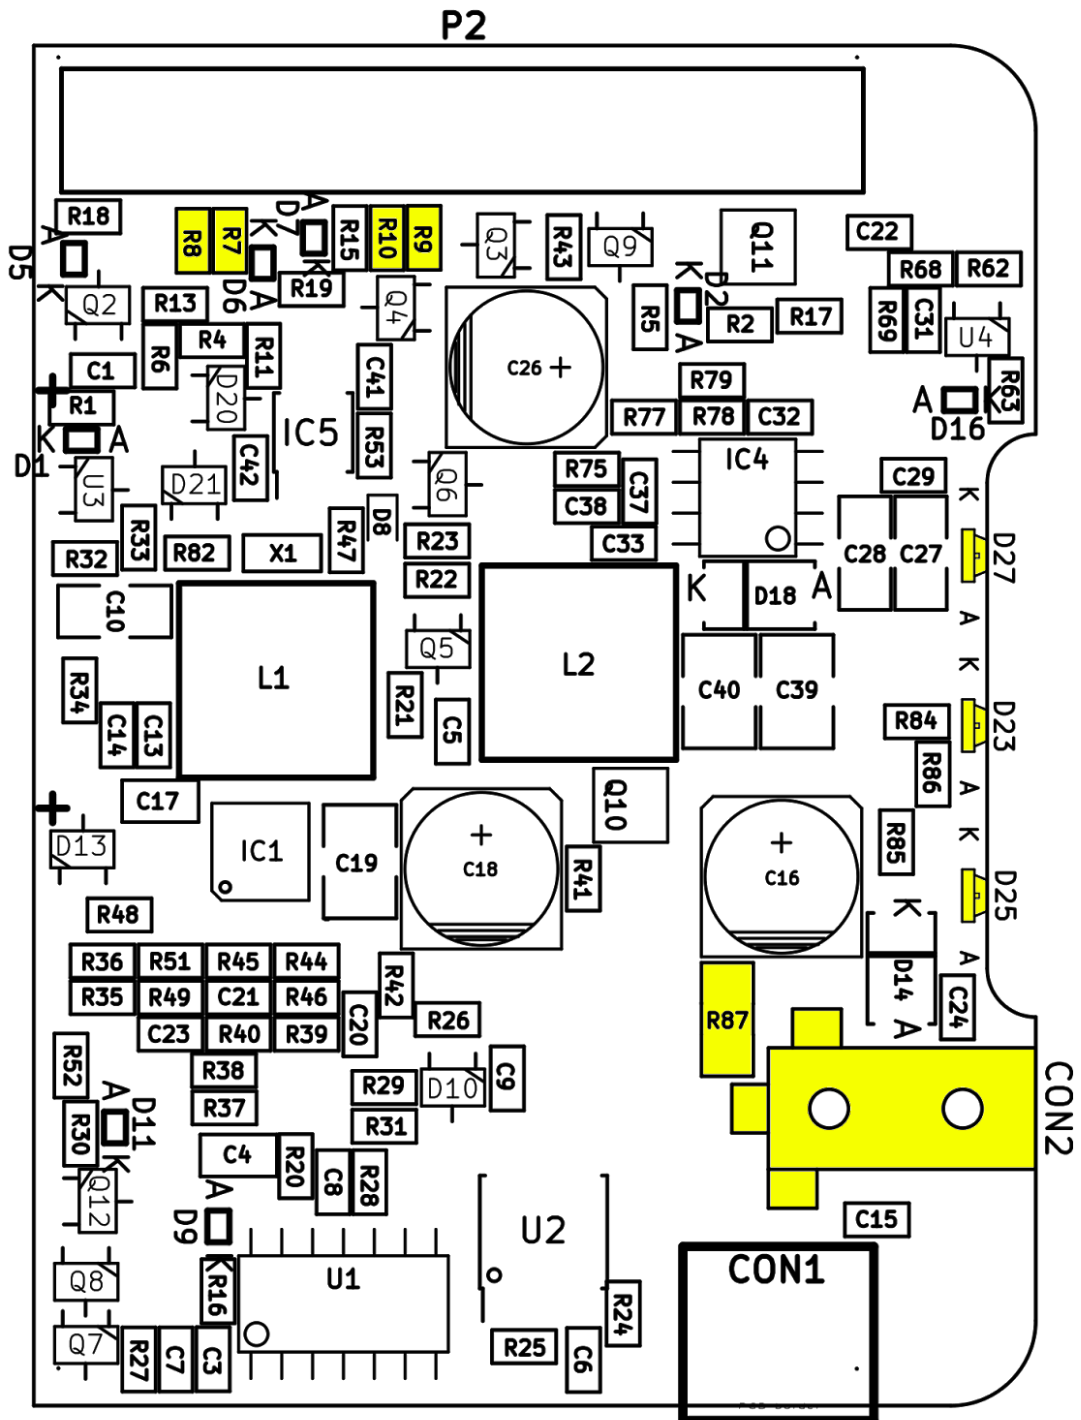 P2
R18
A
D5
K
Q2
R8
R7
K
D6
A
D7
A
K
R19
R15
R10
R9
Q4
Q3
R43
Q9
Q11
C22
R68
R62
R13
R6
R4
R11
C41
C26
+
R5
K
D2
A
R2
R17
R69
C31
U4
+
C1
R1
K
A
D1
D20
IC5
R53
R79
R77
R78
C32
A
K
D16
R63
U3
D21
C42
D8
Q6
R75
C38
C37
C33
IC4
C29
K
D27
A
R32
R33
R82
X1
R47
R23
R22
K
D18
A
C28
C27
C10
L1
Q5
L2
C40
C39
K
D23
A
R34
C14
C13
R21
C5
R84
R86
+
C17
D13
IC1
C19
+
C18
Q10
R41
+
C16
R85
K
D25
A
R48
K
D14
A
C24
R36
R51
R45
R44
R35
R49
C21
R46
C23
R40
R39
C20
R42
R26
R87
R52
R38
R37
R29
R31
D10
C9
CON2
A
D11
K
R30
Q12
C4
R20
C8
R28
A
D9
K
R16
U2
C15
Q8
U1
CON1
Q7
R27
C7
C3
R25
C6
R24